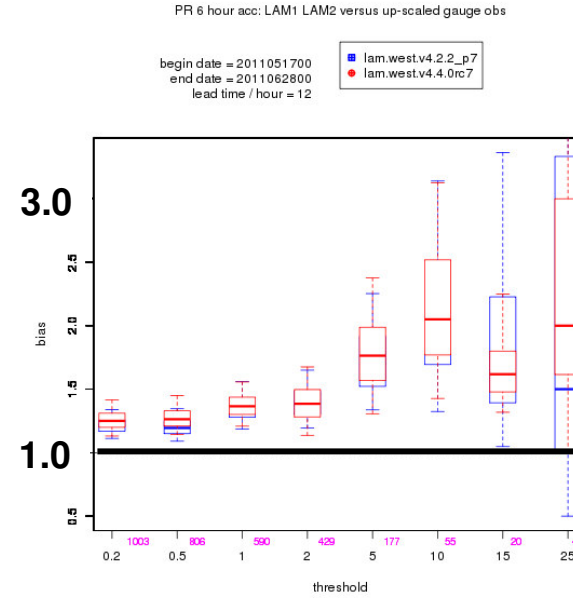 PR 6 hour acc: LAM1 LAM2 versus up-scaled gauge obs
begin date = 2011051700
end date = 2011062800
lead time / hour = 12
lam.west.v4.2.2_p7
lam.west.v4.4.0rc7
3.0
2.5
2.0
1.5
1.0
0.5
bias
1003 806 590 429 177 55 20
0.2 0.5 1 2 5 10 15 25
threshold